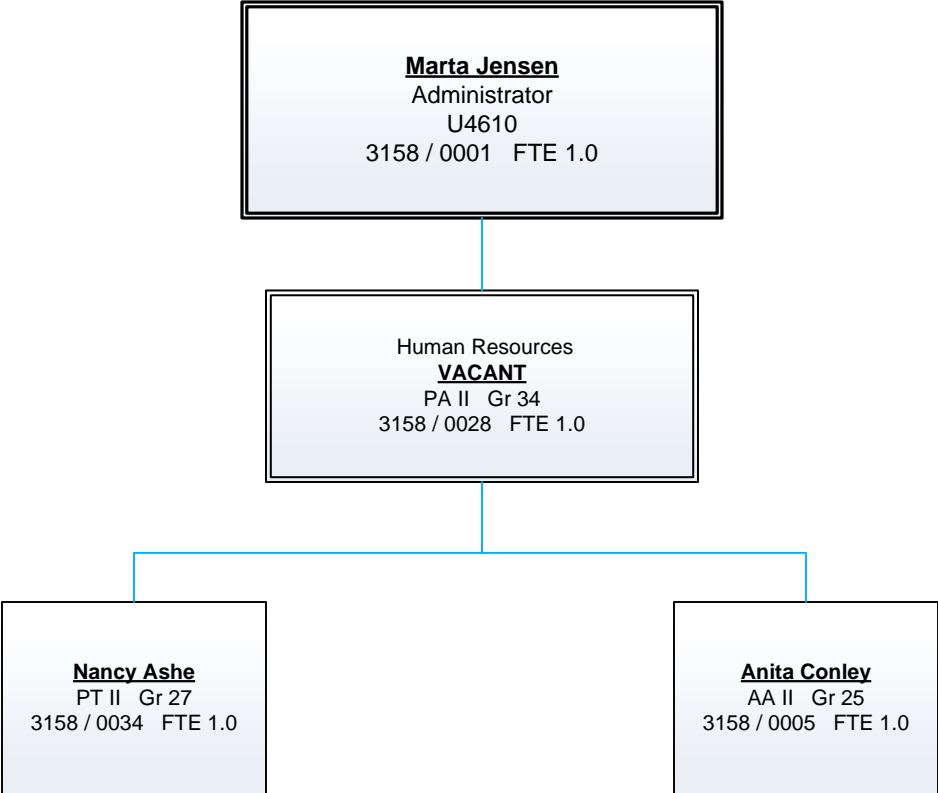 Marta Jensen
Administrator
U4610
3158 / 0001 FTE 1.0
Human Resources
VACANT
PA II Gr 34
3158 / 0028 FTE 1.0
Nancy Ashe
PT II Gr 27
3158 / 0034 FTE 1.0
Anita Conley
AA II Gr 25
3158 / 0005 FTE 1.0